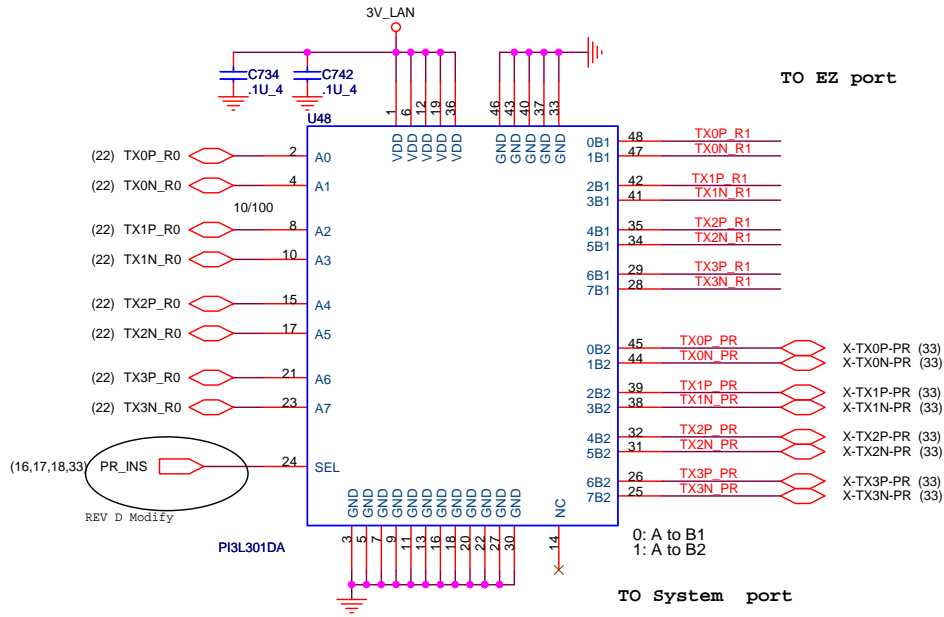 3V_LAN
C734
.1U_4
C742
.1U_4
TO EZ port
U48
1 6 12 19 36
VDD VDD VDD VDD VDD
46 43 40 37 33
GND GND GND GND GND
(22) TX0P_R0 2 A0
(22) TX0N_R0 4 A1
10/100
(22) TX1P_R0 8 A2
(22) TX1N_R0 10 A3
(22) TX2P_R0 15 A4
(22) TX2N_R0 17 A5
(22) TX3P_R0 21 A6
(22) TX3N_R0 23 A7
(16,17,18,33) PR_INS 24 SEL
REV D Modify
0B1 48 TX0P_R1
1B1 47 TX0N_R1
2B1 42 TX1P_R1
3B1 41 TX1N_R1
4B1 35 TX2P_R1
5B1 34 TX2N_R1
6B1 29 TX3P_R1
7B1 28 TX3N_R1
0B2 45 TX0P_PR X-TX0P-PR (33)
1B2 44 TX0N_PR X-TX0N-PR (33)
2B2 39 TX1P_PR X-TX1P-PR (33)
3B2 38 TX1N_PR X-TX1N-PR (33)
4B2 32 TX2P_PR X-TX2P-PR (33)
5B2 31 TX2N_PR X-TX2N-PR (33)
6B2 26 TX3P_PR X-TX3P-PR (33)
7B2 25 TX3N_PR X-TX3N-PR (33)
GND GND GND GND GND GND GND GND GND GND GND GND
3 5 7 9 11 13 16 18 20 22 27 30
NC
14
PI3L301DA
0: A to B1
1: A to B2
TO System port